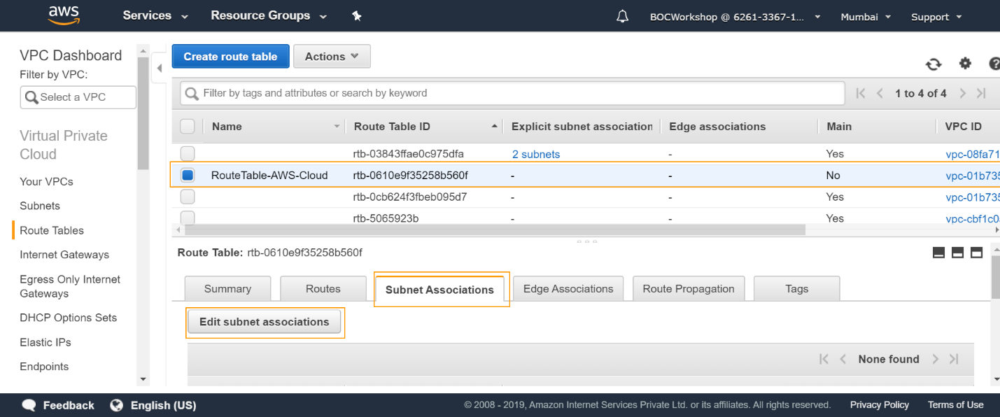 aws Services Resource Groups BOCWorkshop @ 6261-3367-1... Mumbai Support
VPC Dashboard
Filter by VPC:
Select a VPC
Virtual Private
Cloud
Your VPCs
Subnets
Route Tables
Internet Gateways
Egress Only Internet
Gateways
DHCP Options Sets
Elastic IPs
Endpoints
Create route table Actions
Filter by tags and attributes or search by keyword 1 to 4 of 4
Name Route Table ID Explicit subnet association Edge associations Main VPC ID
rtb-03843ffae0c975dfa 2 subnets - Yes vpc-08fa71
RouteTable-AWS-Cloud rtb-0610e9f35258b560f - - No vpc-01b735
rtb-0cb624f3fbeb095d7 - - Yes vpc-01b735
rtb-5065923b - - Yes vpc-cbf1c0
Route Table: rtb-0610e9f35258b560f
Summary Routes Subnet Associations Edge Associations Route Propagation Tags
Edit subnet associations
None found
Feedback English (US) © 2008 - 2019, Amazon Internet Services Private Ltd. or its affiliates. All rights reserved. Privacy Policy Terms of Use